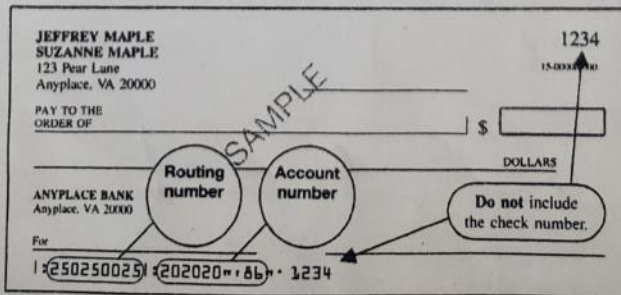 JEFFREY MAPLE
SUZANNE MAPLE
123 Pear Lane
Anyplace, VA 20000
1234
PAY TO THE
ORDER OF
$
SAMPLE
DOLLARS
Routing
number
Account
number
ANYPLACE BANK
Anyplace, VA 20000
Do not include
the check number.
For
|:250250025|:202020"'86"' 1234